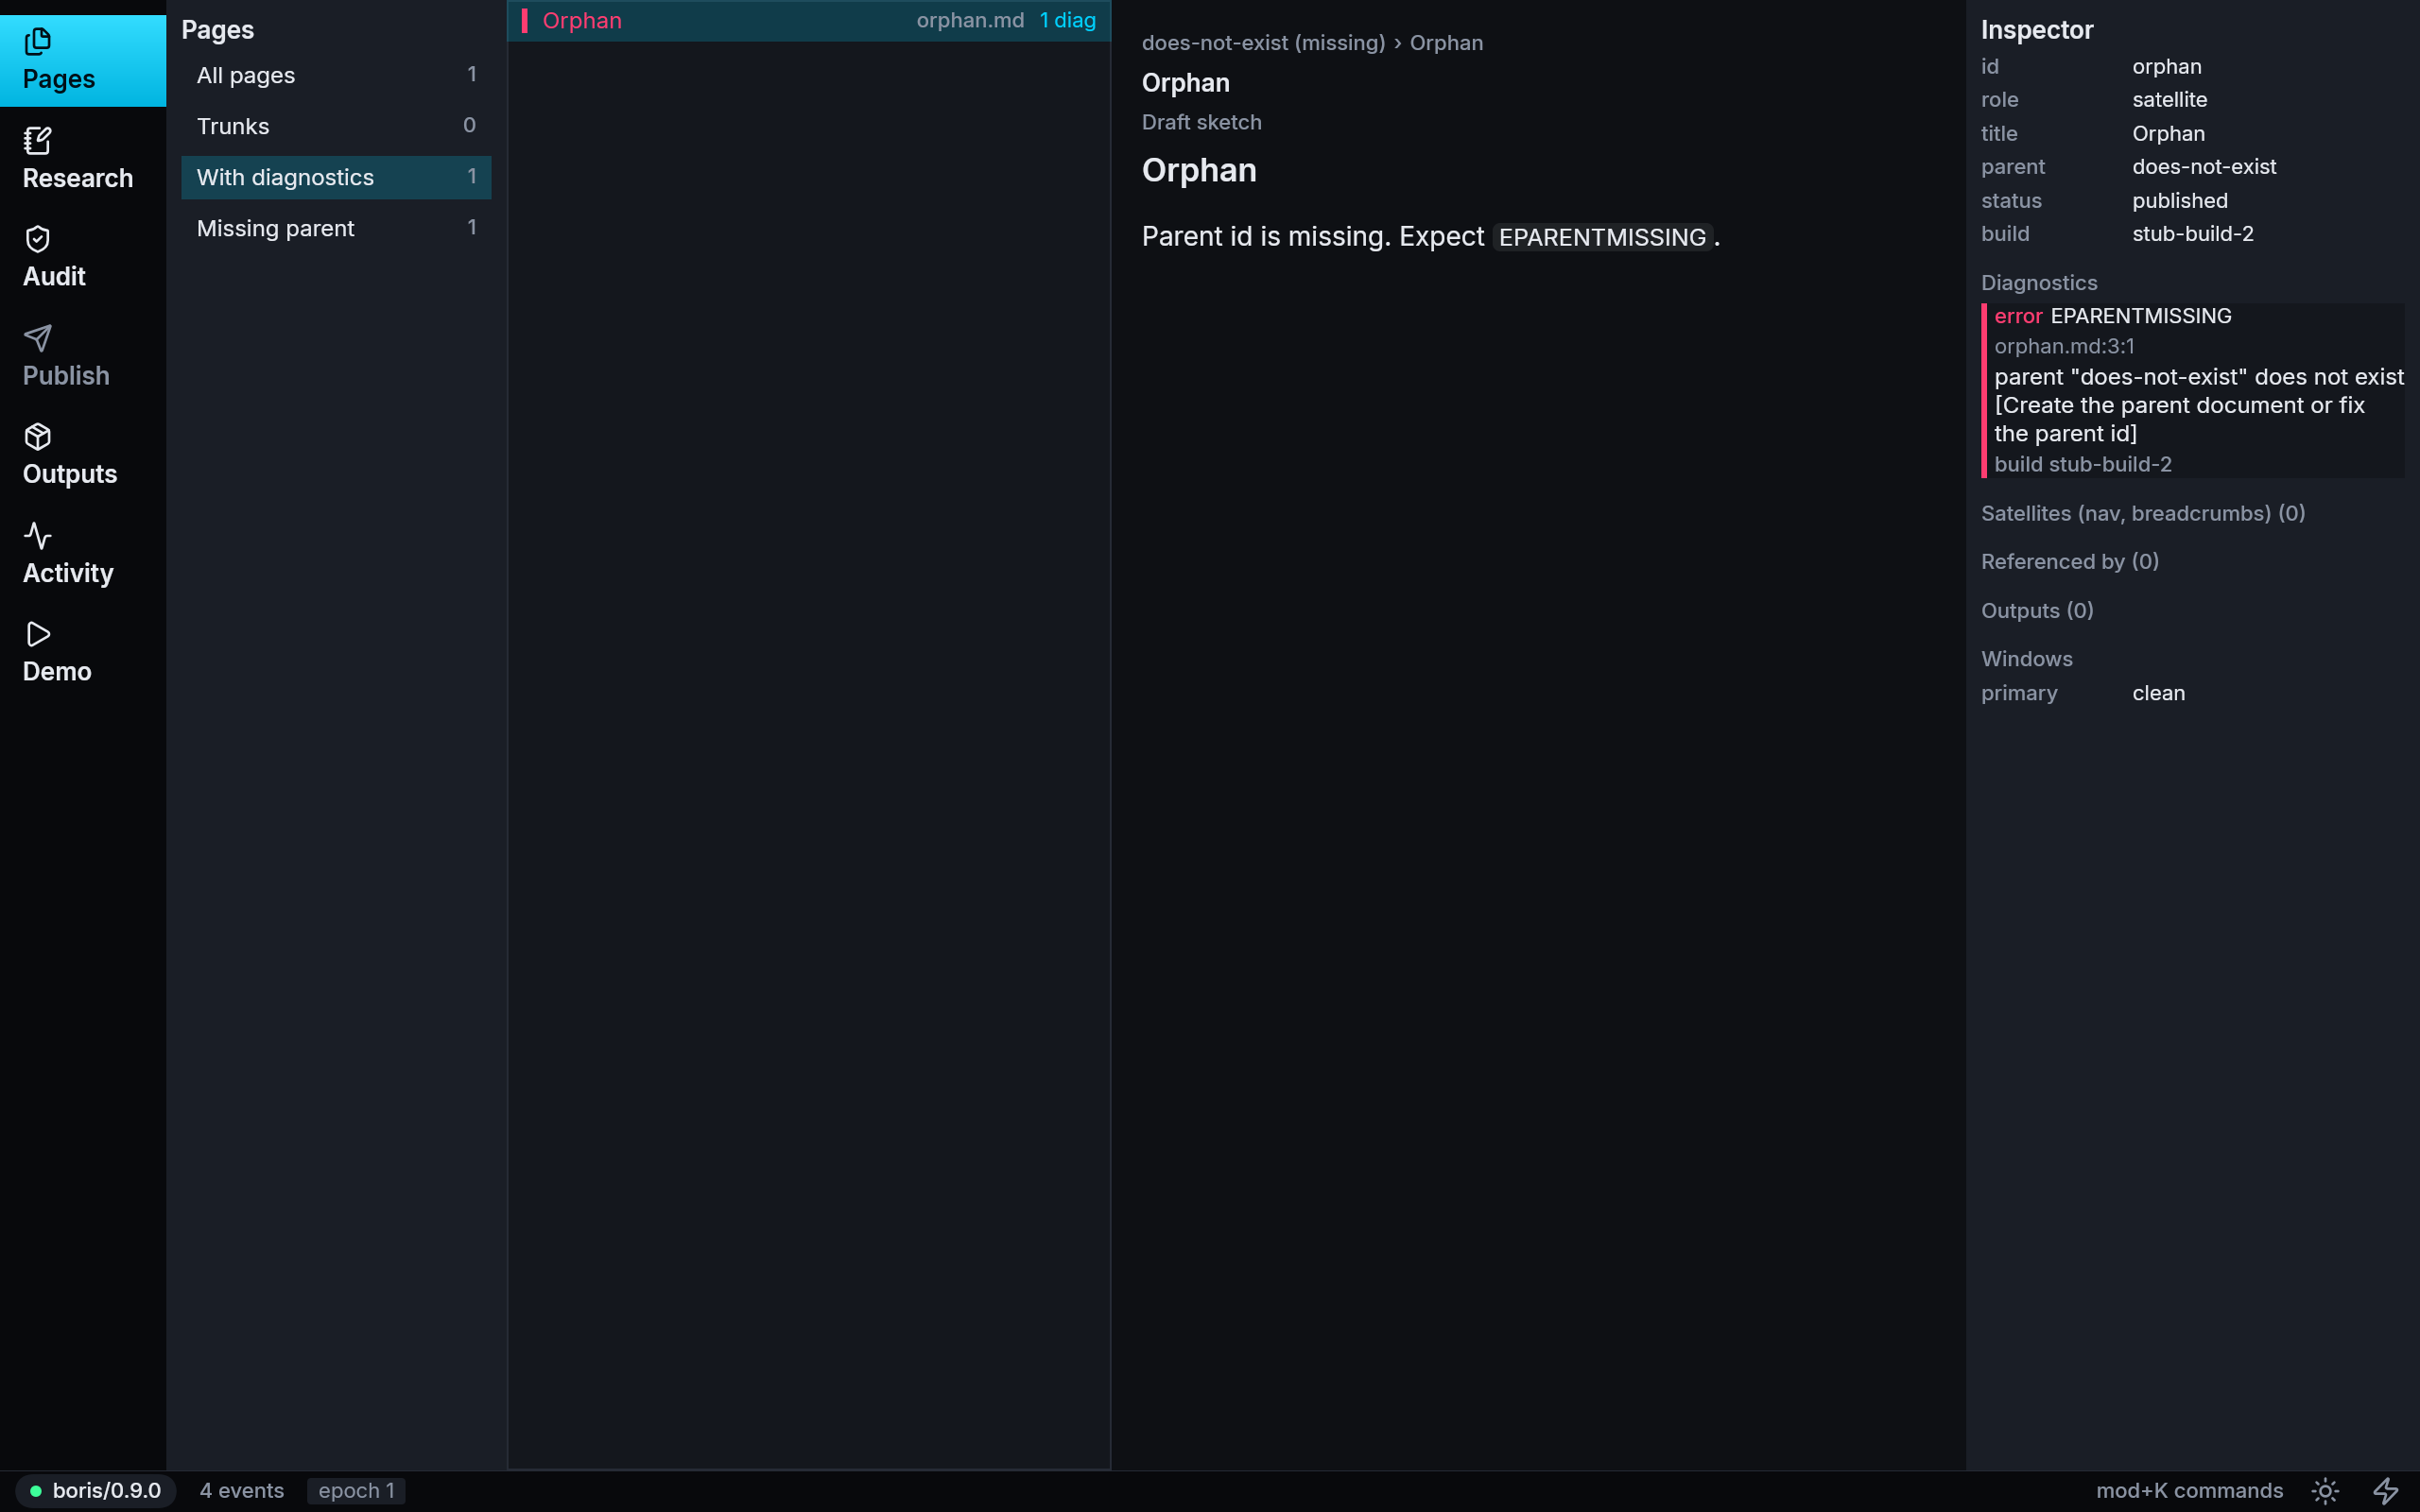 Pages
Research
Audit
Publish
Outputs
Activity
Demo
Pages
All pages 1
Trunks 0
With diagnostics 1
Missing parent 1
Orphan orphan.md 1 diag
does-not-exist (missing) › Orphan
Orphan
Draft sketch
Orphan
Parent id is missing. Expect EPARENTMISSING.
Inspector
id orphan
role satellite
title Orphan
parent does-not-exist
status published
build stub-build-2
Diagnostics
error EPARENTMISSING
orphan.md:3:1
parent "does-not-exist" does not exist
[Create the parent document or fix
the parent id]
build stub-build-2
Satellites (nav, breadcrumbs) (0)
Referenced by (0)
Outputs (0)
Windows
primary clean
boris/0.9.0 4 events epoch 1 mod+K commands